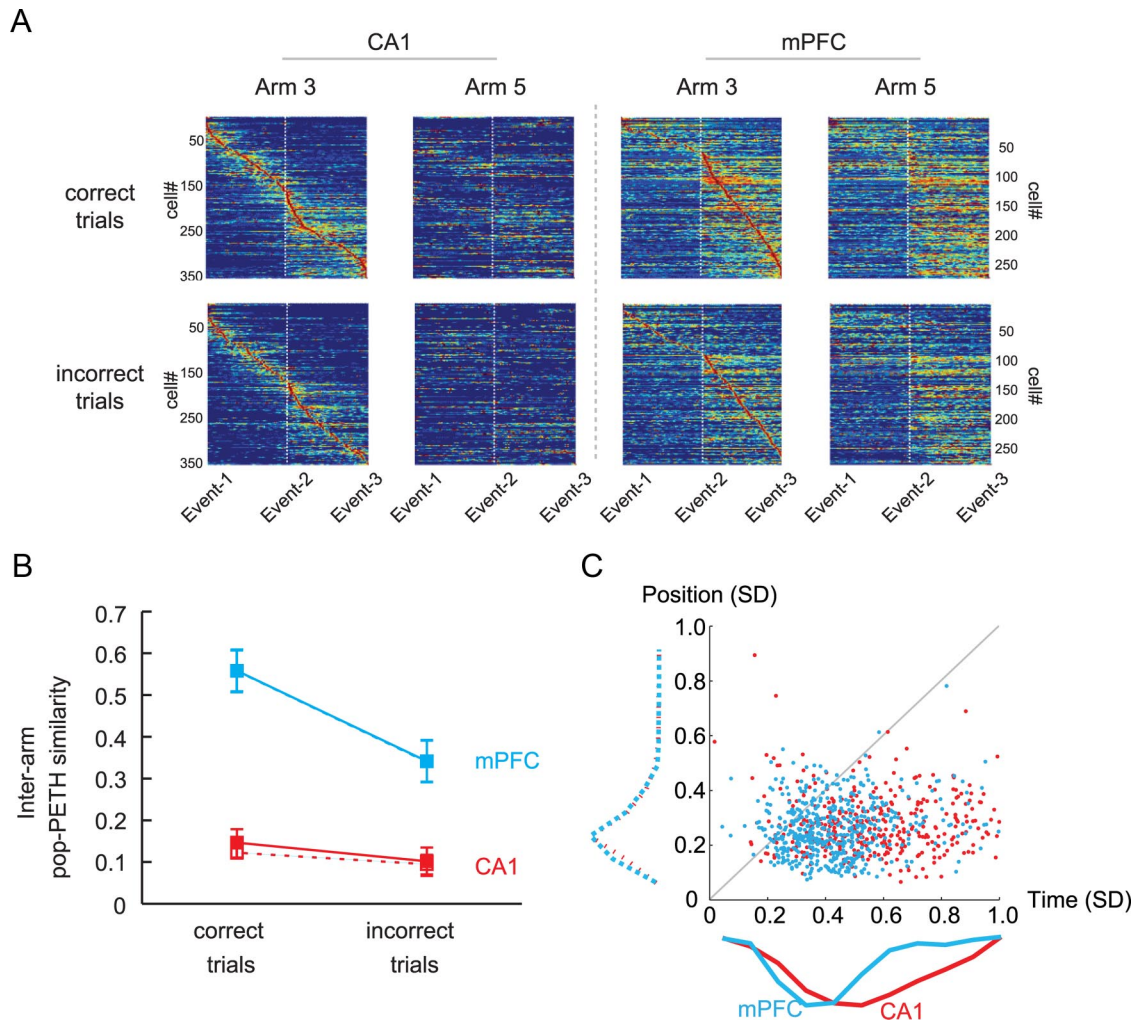 A
CA1
mPFC
Arm 3
Arm 5
Arm 3
Arm 5
correct
trials
cell#
50
150
250
350
50
100
150
200
250
cell#
incorrect
trials
cell#
50
150
250
350
50
100
150
200
250
cell#
Event-1
Event-2
Event-3
Event-1
Event-2
Event-3
Event-1
Event-2
Event-3
Event-1
Event-2
Event-3
B
Inter-arm
pop-PETH similarity
0.7
0.6
0.5
0.4
0.3
0.2
0.1
0
mPFC
CA1
correct
trials
incorrect
trials
C
Position (SD)
1.0
0.8
0.6
0.4
0.2
0
0
0.2
0.4
0.6
0.8
1.0
Time (SD)
mPFC
CA1